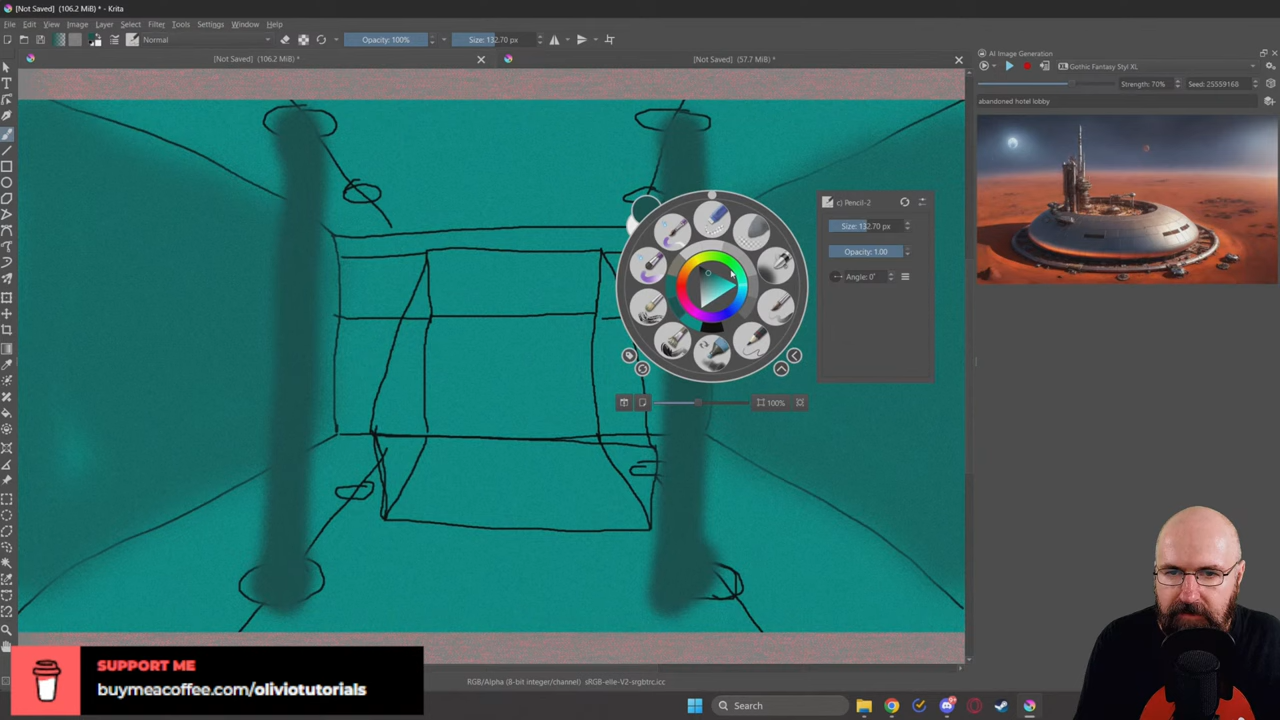 [Not Saved] (106.2 MiB) * - Krita
File Edit View Image Layer Select Filter Tools Settings Window Help
Normal
Opacity: 100%
Size: 132.70 px
[Not Saved] (106.2 MiB) *
[Not Saved] (57.7 MiB) *
AI Image Generation
Gothic Fantasy Styl XL
Strength: 70%
Seed: 25559168
abandoned hotel lobby
c) Pencil-2
Size: 132.70 px
Opacity: 1.00
Angle: 0°
100%
SUPPORT ME
buymeacoffee.com/oliviotutorials
RGB/Alpha (8-bit integer/channel) sRGB-elle-V2-srgbtrc.icc
Search